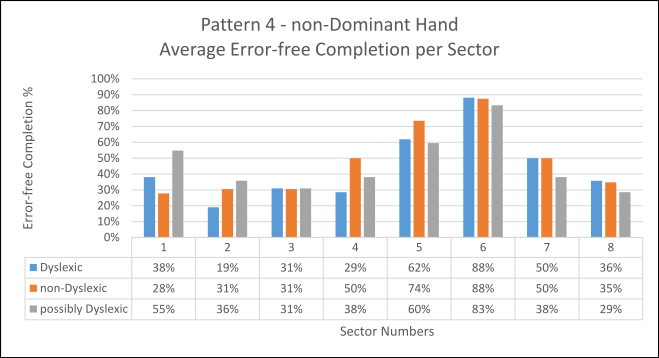 Pattern 4 - non-Dominant Hand
Average Error-free Completion per Sector
Error-free Completion %
100%
90%
80%
70%
60%
50%
40%
30%
20%
10%
0%
1 2 3 4 5 6 7 8
Dyslexic 38% 19% 31% 29% 62% 88% 50% 36%
non-Dyslexic 28% 31% 31% 50% 74% 88% 50% 35%
possibly Dyslexic 55% 36% 31% 38% 60% 83% 38% 29%
Sector Numbers